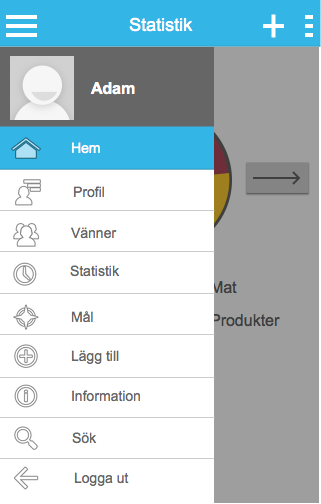 Statistik
Adam
Hem
Profil
Vänner
Statistik
Mål
Lägg till
Information
Sök
Logga ut
Mat
Produkter